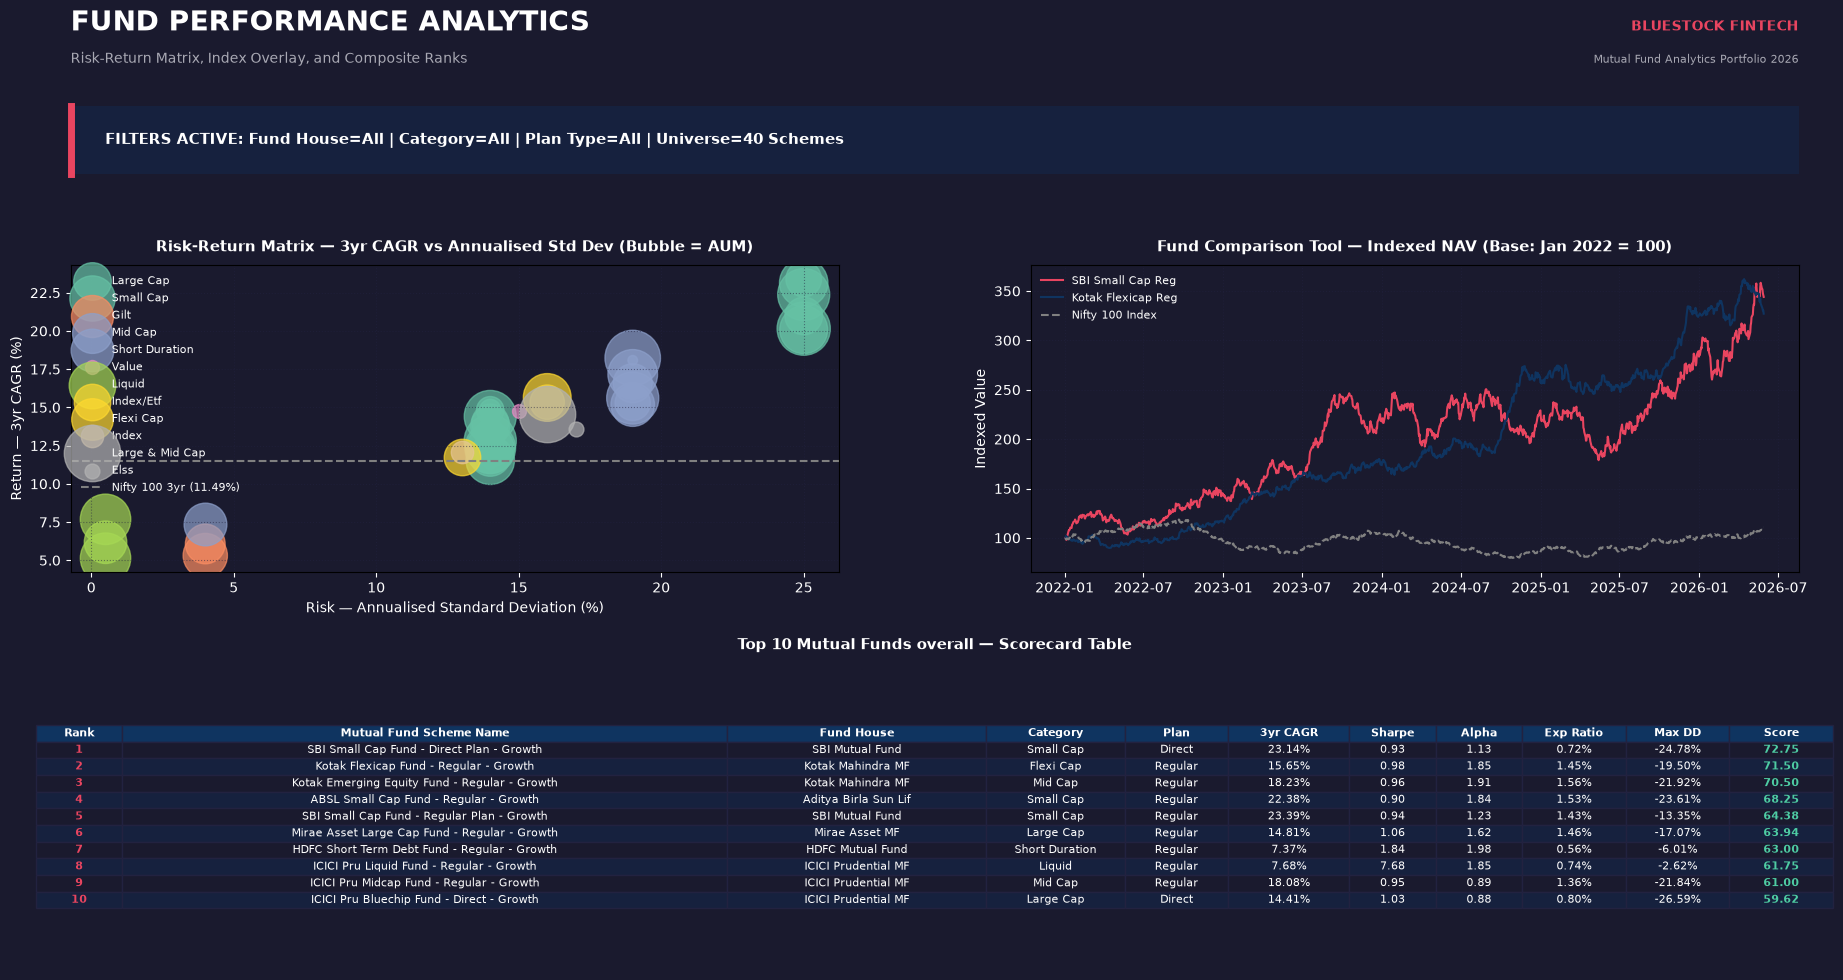 FUND PERFORMANCE ANALYTICS
BLUESTOCK FINTECH
Risk-Return Matrix, Index Overlay, and Composite Ranks
Mutual Fund Analytics Portfolio 2026
FILTERS ACTIVE: Fund House=All | Category=All | Plan Type=All | Universe=40 Schemes
Risk-Return Matrix — 3yr CAGR vs Annualised Std Dev (Bubble = AUM)
Return — 3yr CAGR (%)
22.5
20.0
17.5
15.0
12.5
10.0
7.5
5.0
Large Cap
Small Cap
Gilt
Mid Cap
Short Duration
Value
Liquid
Index/Etf
Flexi Cap
Index
Large & Mid Cap
Elss
Nifty 100 3yr (11.49%)
0 5 10 15 20 25
Risk — Annualised Standard Deviation (%)
Fund Comparison Tool — Indexed NAV (Base: Jan 2022 = 100)
Indexed Value
350
300
250
200
150
100
SBI Small Cap Reg
Kotak Flexicap Reg
Nifty 100 Index
2022-01 2022-07 2023-01 2023-07 2024-01 2024-07 2025-01 2025-07 2026-01 2026-07
Top 10 Mutual Funds overall — Scorecard Table
Rank Mutual Fund Scheme Name Fund House Category Plan 3yr CAGR Sharpe Alpha Exp Ratio Max DD Score
1 SBI Small Cap Fund - Direct Plan - Growth SBI Mutual Fund Small Cap Direct 23.14% 0.93 1.13 0.72% -24.78% 72.75
2 Kotak Flexicap Fund - Regular - Growth Kotak Mahindra MF Flexi Cap Regular 15.65% 0.98 1.85 1.45% -19.50% 71.50
3 Kotak Emerging Equity Fund - Regular - Growth Kotak Mahindra MF Mid Cap Regular 18.23% 0.96 1.91 1.56% -21.92% 70.50
4 ABSL Small Cap Fund - Regular - Growth Aditya Birla Sun Lif Small Cap Regular 22.38% 0.90 1.84 1.53% -23.61% 68.25
5 SBI Small Cap Fund - Regular Plan - Growth SBI Mutual Fund Small Cap Regular 23.39% 0.94 1.23 1.43% -13.35% 64.38
6 Mirae Asset Large Cap Fund - Regular - Growth Mirae Asset MF Large Cap Regular 14.81% 1.06 1.62 1.46% -17.07% 63.94
7 HDFC Short Term Debt Fund - Regular - Growth HDFC Mutual Fund Short Duration Regular 7.37% 1.84 1.98 0.56% -6.01% 63.00
8 ICICI Pru Liquid Fund - Regular - Growth ICICI Prudential MF Liquid Regular 7.68% 7.68 1.85 0.74% -2.62% 61.75
9 ICICI Pru Midcap Fund - Regular - Growth ICICI Prudential MF Mid Cap Regular 18.08% 0.95 0.89 1.36% -21.84% 61.00
10 ICICI Pru Bluechip Fund - Direct - Growth ICICI Prudential MF Large Cap Direct 14.41% 1.03 0.88 0.80% -26.59% 59.62